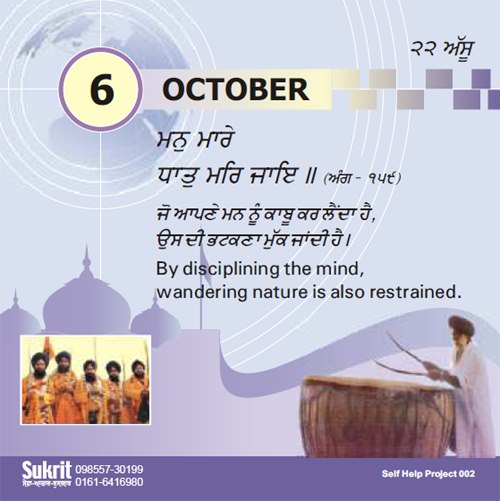 ੨੨ ਅੱਸੂ
6 OCTOBER
ਮਨੁ ਮਾਰੇ
ਧਾਤੁ ਮਰਿ ਜਾਇ ॥ (ਅੰਗ - ੧੫੯)
ਜੋ ਆਪਣੇ ਮਨ ਨੂੰ ਕਾਬੂ ਕਰ ਲੈਂਦਾ ਹੈ,
ਉਸ ਦੀ ਭਟਕਣਾ ਮੁੱਕ ਜਾਂਦੀ ਹੈ।
By disciplining the mind,
wandering nature is also restrained.
Sukrit 098557-30199
0161-6416980
Self Help Project 002